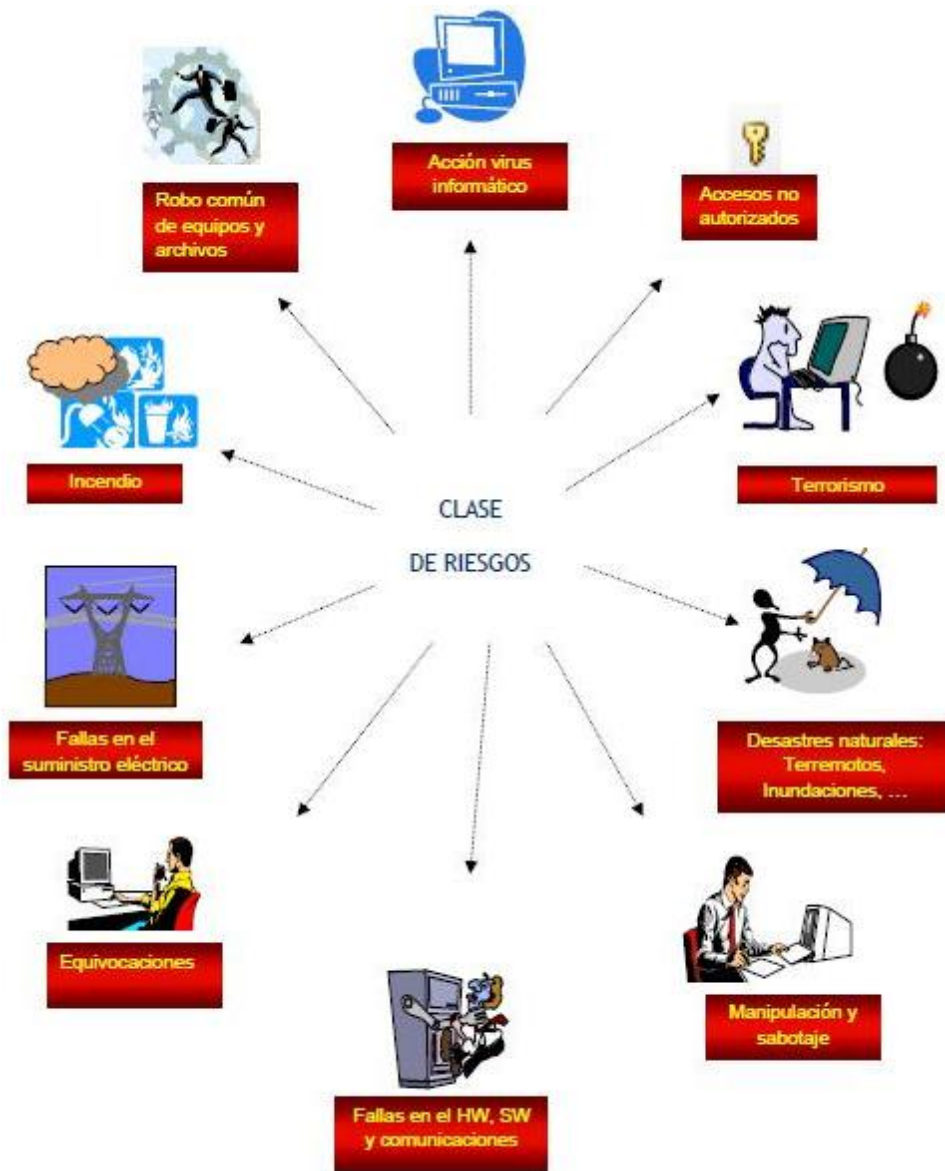 Acción virus
informático
Robo común
de equipos y
archivos
Accesos no
autorizados
Incendio
Terrorismo
CLASE
DE RIESGOS
Fallas en el
suministro eléctrico
Desastres naturales:
Terremotos,
Inundaciones, ...
Equivocaciones
Manipulación y
sabotaje
Fallas en el HW, SW
y comunicaciones